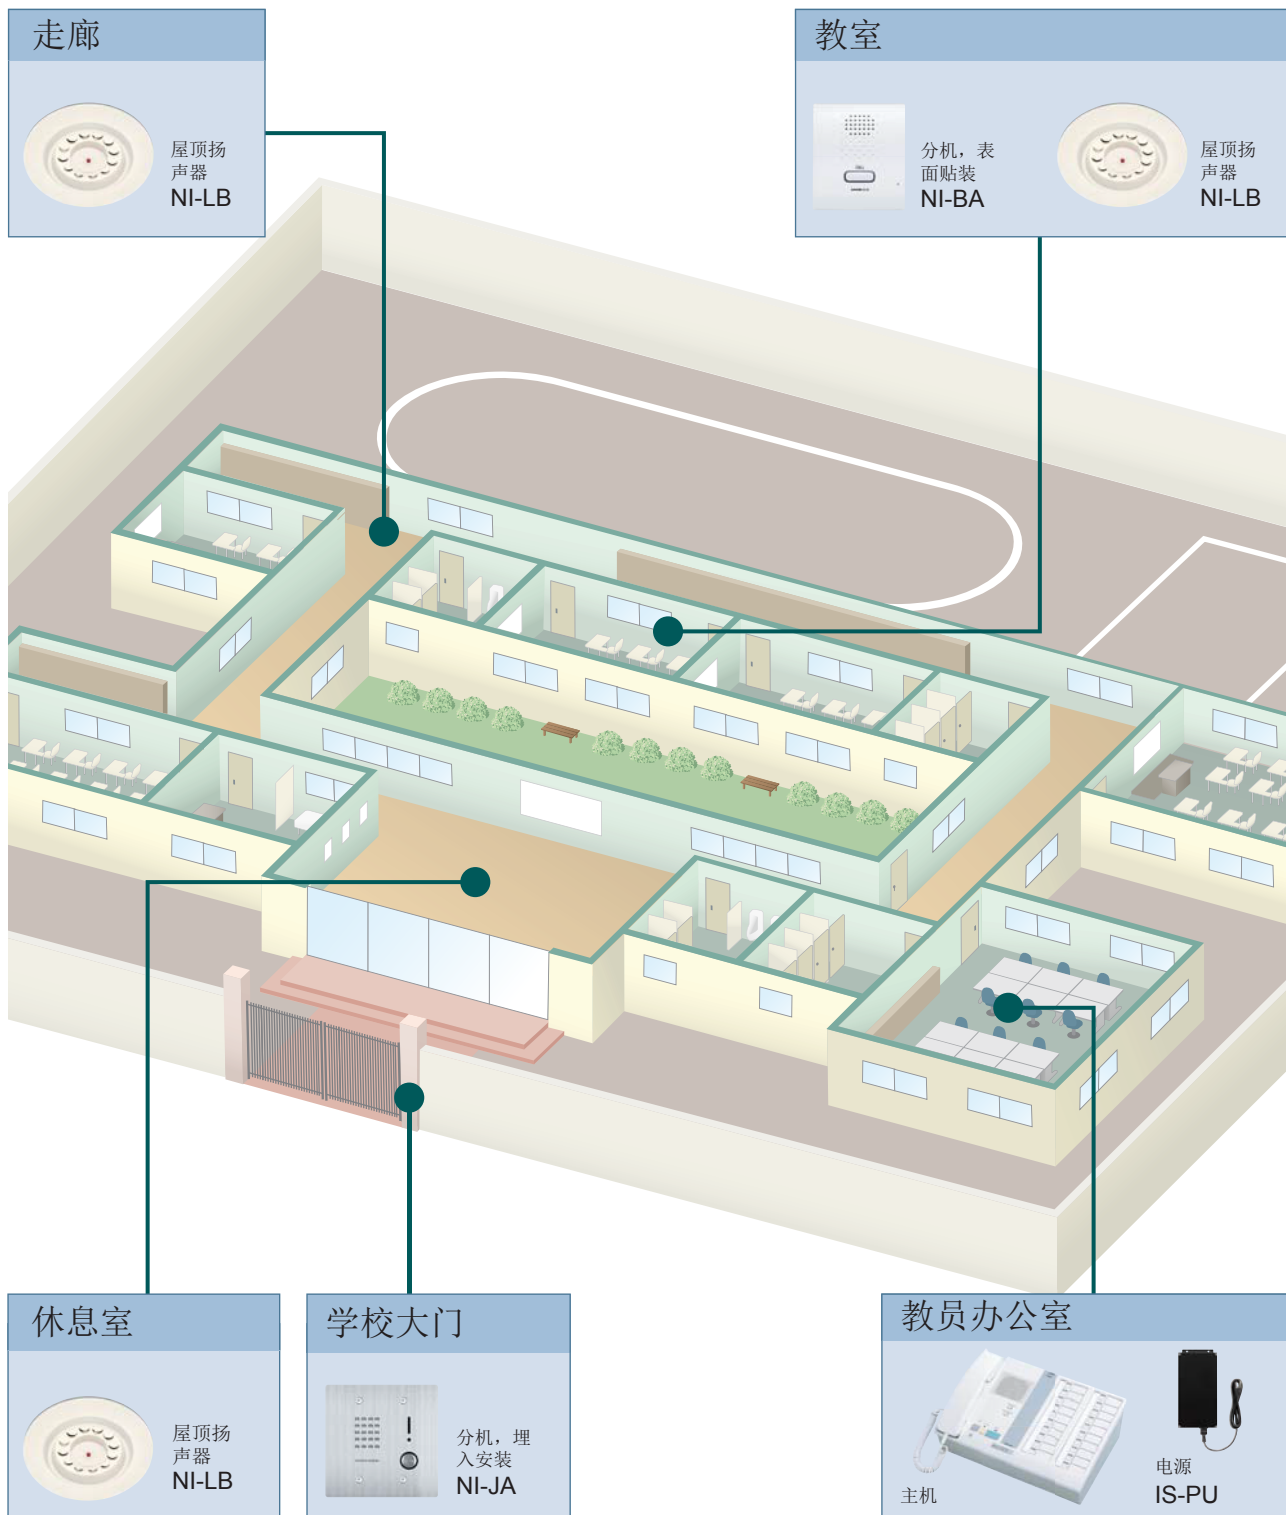 走廊
屋顶扬
声器
NI-LB
教室
分机，表
面贴装
NI-BA
屋顶扬
声器
NI-LB
休息室
屋顶扬
声器
NI-LB
学校大门
分机，埋
入安装
NI-JA
教员办公室
主机
电源
IS-PU